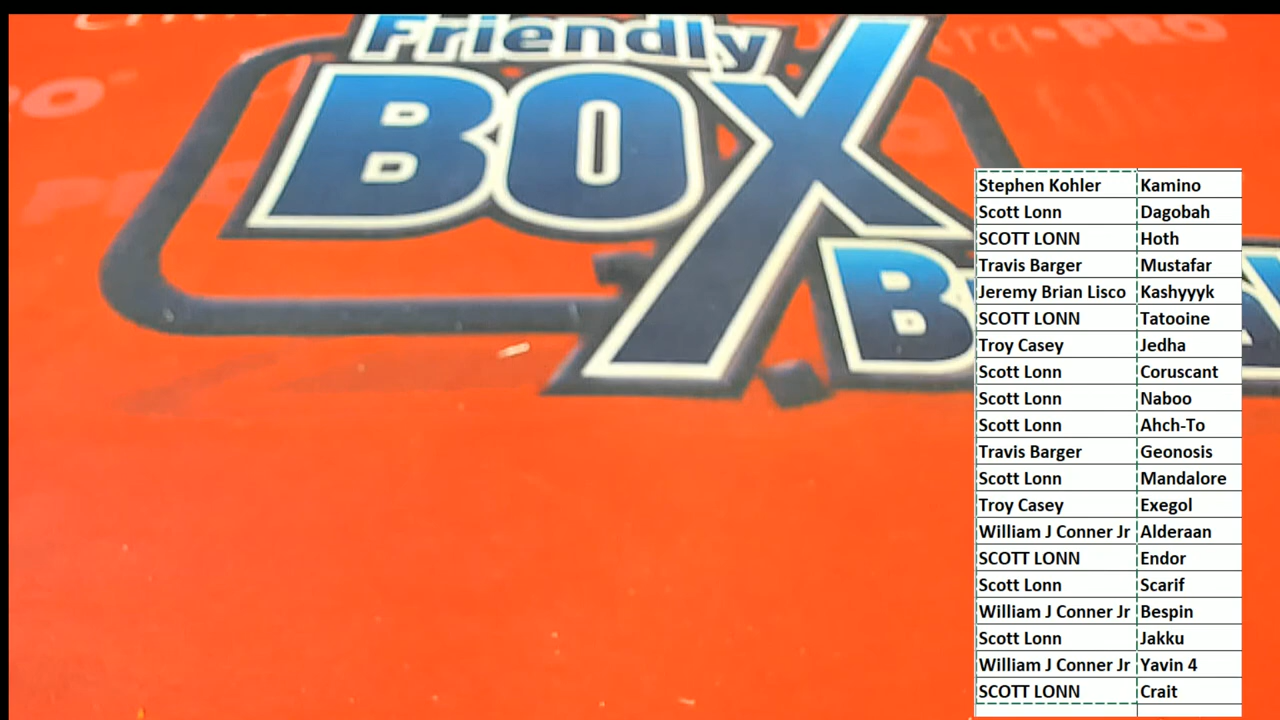 Friendly
BOX
PRO
Stephen Kohler Kamino
Scott Lonn Dagobah
SCOTT LONN Hoth
Travis Barger Mustafar
Jeremy Brian Lisco Kashyyyk
SCOTT LONN Tatooine
Troy Casey Jedha
Scott Lonn Coruscant
Scott Lonn Naboo
Scott Lonn Ahch-To
Travis Barger Geonosis
Scott Lonn Mandalore
Troy Casey Exegol
William J Conner Jr Alderaan
SCOTT LONN Endor
Scott Lonn Scarif
William J Conner Jr Bespin
Scott Lonn Jakku
William J Conner Jr Yavin 4
SCOTT LONN Crait